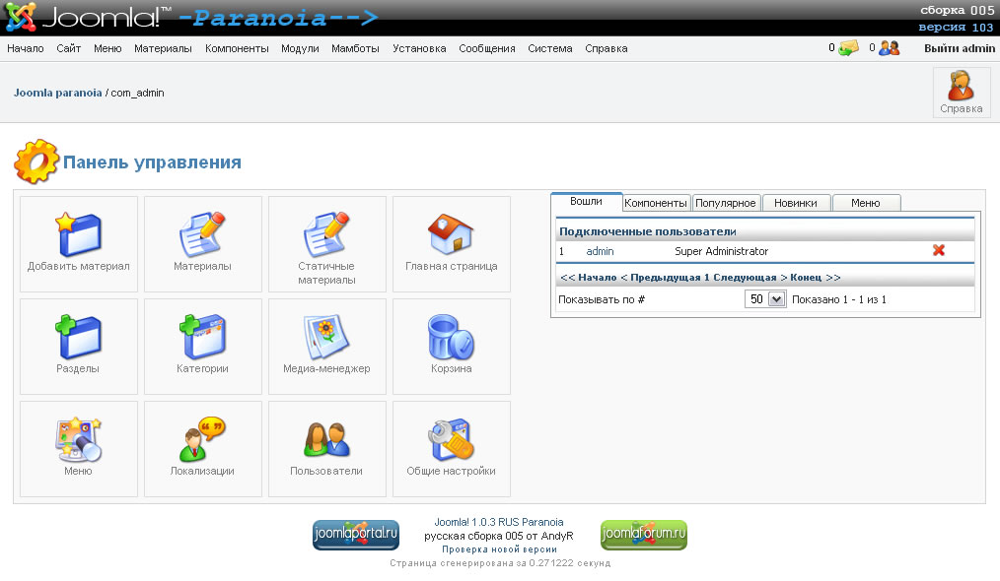 Joomla!™ -Paranoia-->
сборка 005
версия 103
Начало Сайт Меню Материалы Компоненты Модули Мамботы Установка Сообщения Система Справка 0 0 Выйти admin
Joomla paranoia / com_admin
Справка
Панель управления
Добавить материал
Материалы
Статичные
материалы
Главная страница
Разделы
Категории
Медиа-менеджер
Корзина
Меню
Локализации
Пользователи
Общие настройки
Вошли Компоненты Популярное Новинки Меню
Подключенные пользователи
1 admin Super Administrator
<< Начало < Предыдущая 1 Следующая > Конец >>
Показывать по # 50 Показано 1 - 1 из 1
joomlaportal.ru
Joomla! 1.0.3 RUS Paranoia
русская сборка 005 от AndyR
Проверка новой версии
joomlaforum.ru
Страница сгенерирована за 0.271222 секунд